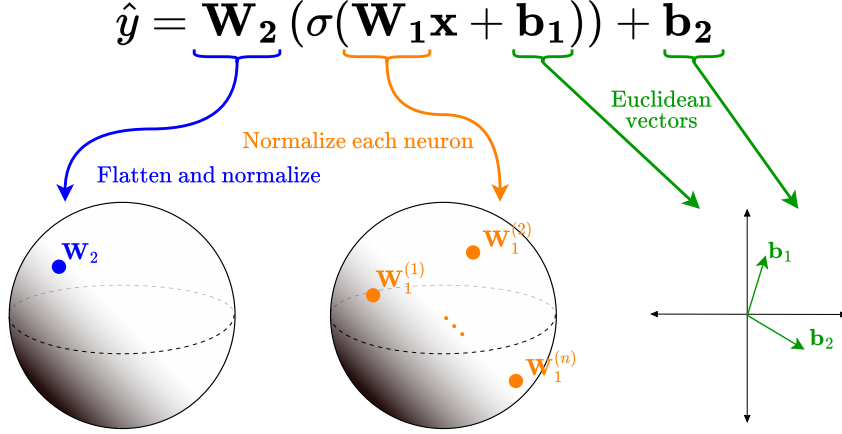 ŷ = W₂ (σ(W₁x + b₁)) + b₂
Euclidean
vectors
Normalize each neuron
Flatten and normalize
W₂
W₁⁽²⁾
W₁⁽¹⁾
W₁⁽ⁿ⁾
b₁
b₂